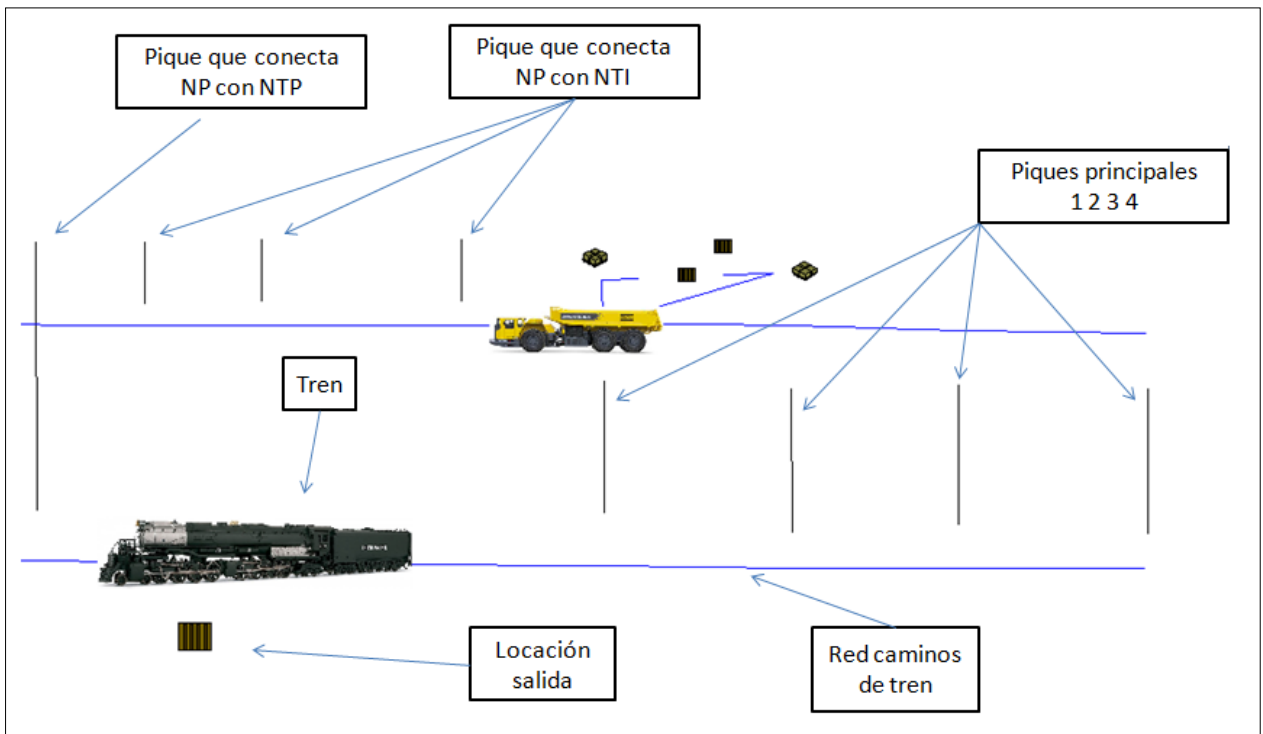 Pique que conecta
NP con NTP
Pique que conecta
NP con NTI
Piques principales
1 2 3 4
Tren
Locación
salida
Red caminos
de tren